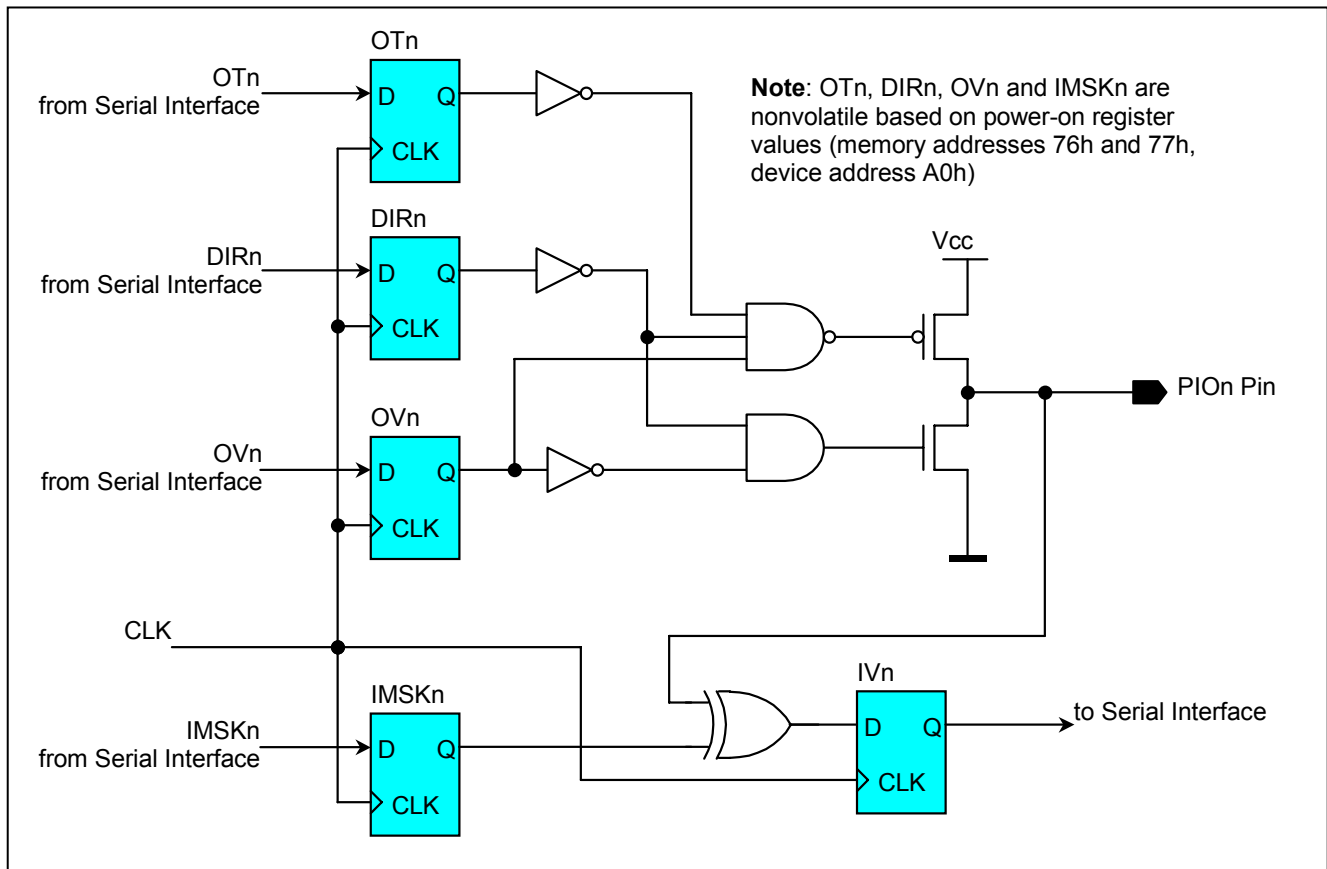 OTn
OTn
from Serial Interface
D Q
CLK
Note: OTn, DIRn, OVn and IMSKn are
nonvolatile based on power-on register
values (memory addresses 76h and 77h,
device address A0h)
DIRn
DIRn
from Serial Interface
D Q
CLK
Vcc
PIOn Pin
OVn
OVn
from Serial Interface
D Q
CLK
CLK
IMSKn
IMSKn
from Serial Interface
D Q
CLK
IVn
D Q
CLK
to Serial Interface